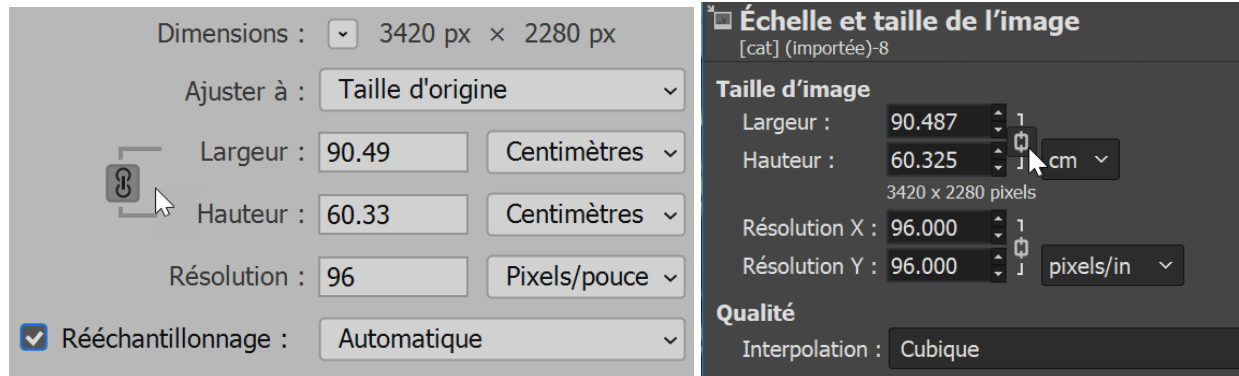 Dimensions : 3420 px × 2280 px
Ajuster à : Taille d'origine
Largeur : 90.49 Centimètres
Hauteur : 60.33 Centimètres
Résolution : 96 Pixels/pouce
Rééchantillonnage : Automatique
Échelle et taille de l’image
[cat] (importée)-8
Taille d’image
Largeur : 90.487
Hauteur : 60.325 cm
3420 x 2280 pixels
Résolution X : 96.000
Résolution Y : 96.000 pixels/in
Qualité
Interpolation : Cubique